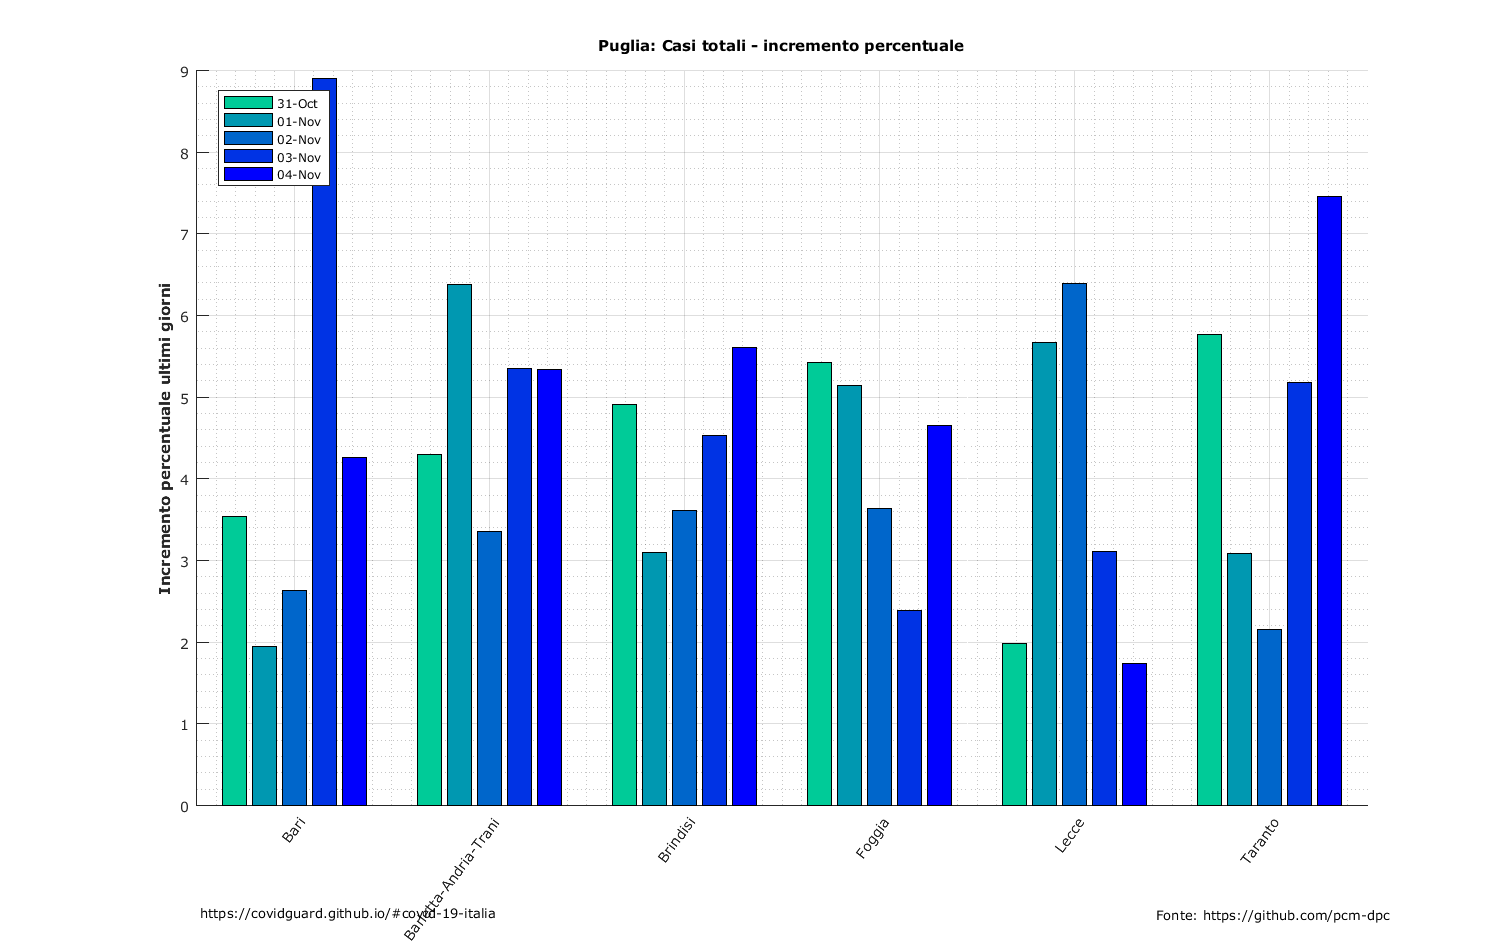 Puglia: Casi totali - incremento percentuale
Incremento percentuale ultimi giorni
9
8
7
6
5
4
3
2
1
0
31-Oct
01-Nov
02-Nov
03-Nov
04-Nov
Bari
Barletta-Andria-Trani
Brindisi
Foggia
Lecce
Taranto
https://covidguard.github.io/#covid-19-italia
Fonte: https://github.com/pcm-dpc